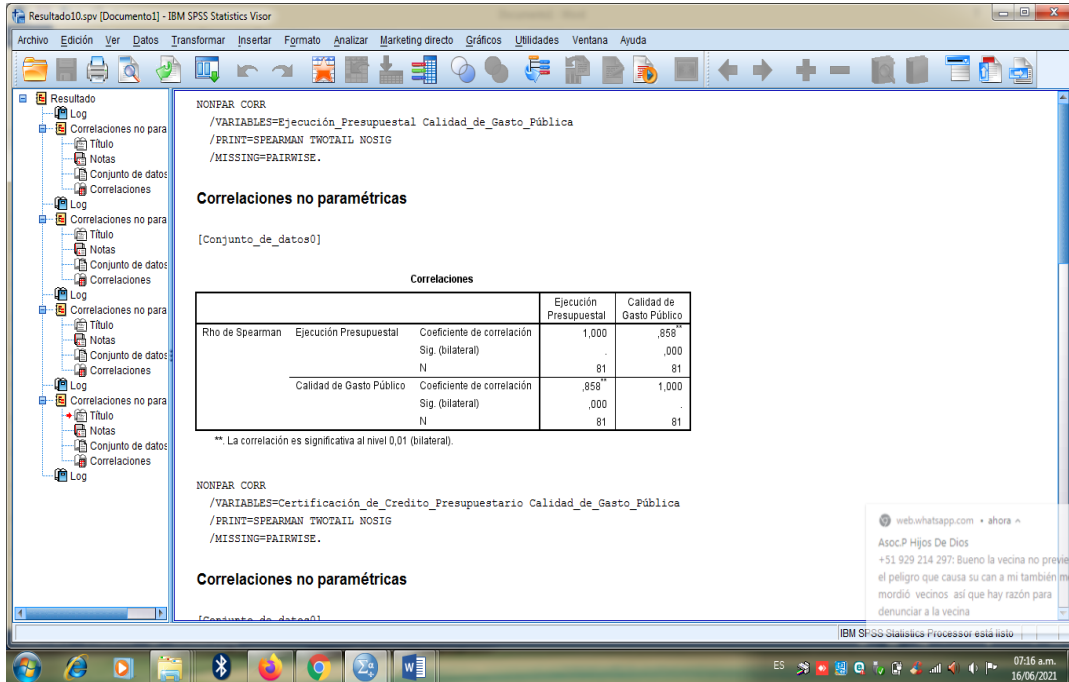 Resultado10.spv [Documento1] - IBM SPSS Statistics Visor
Archivo Edición Ver Datos Transformar Insertar Formato Analizar Marketing directo Gráficos Utilidades Ventana Ayuda
Resultado
Log
Correlaciones no para
Título
Notas
Conjunto de datos
Correlaciones
Log
Correlaciones no para
Título
Notas
Conjunto de datos
Correlaciones
Log
Correlaciones no para
Título
Notas
Conjunto de datos
Correlaciones
Log
Correlaciones no para
Título
Notas
Conjunto de datos
Correlaciones
Log
NONPAR CORR
/VARIABLES=Ejecución_Presupuestal Calidad_de_Gasto_Pública
/PRINT=SPEARMAN TWOTAIL NOSIG
/MISSING=PAIRWISE.
Correlaciones no paramétricas
[Conjunto_de_datos0]
Correlaciones
Ejecución Presupuestal Calidad de Gasto Público
Rho de Spearman Ejecución Presupuestal Coeficiente de correlación 1,000 ,858**
Sig. (bilateral) . ,000
N 81 81
Calidad de Gasto Público Coeficiente de correlación ,858** 1,000
Sig. (bilateral) ,000 .
N 81 81
**. La correlación es significativa al nivel 0,01 (bilateral).
NONPAR CORR
/VARIABLES=Certificación_de_Credito_Presupuestario Calidad_de_Gasto_Pública
/PRINT=SPEARMAN TWOTAIL NOSIG
/MISSING=PAIRWISE.
Correlaciones no paramétricas
[Conjunto_de_datos0]
web.whatsapp.com • ahora
Asoc.P Hijos De Dios
+51 929 214 297: Bueno la vecina no previe
el peligro que causa su can a mi también m
mordió vecinos así que hay razón para
denunciar a la vecina
IBM SPSS Statistics Processor está listo
ES
07:16 a.m.
16/06/2021